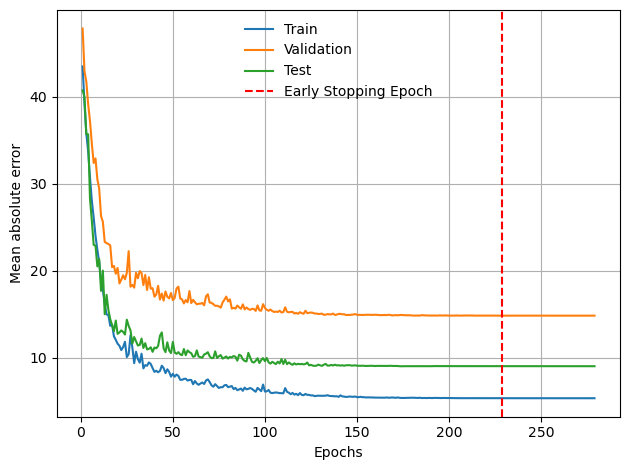 Train
Validation
Test
Early Stopping Epoch
Mean absolute error
40
30
20
10
0
50
100
150
200
250
Epochs